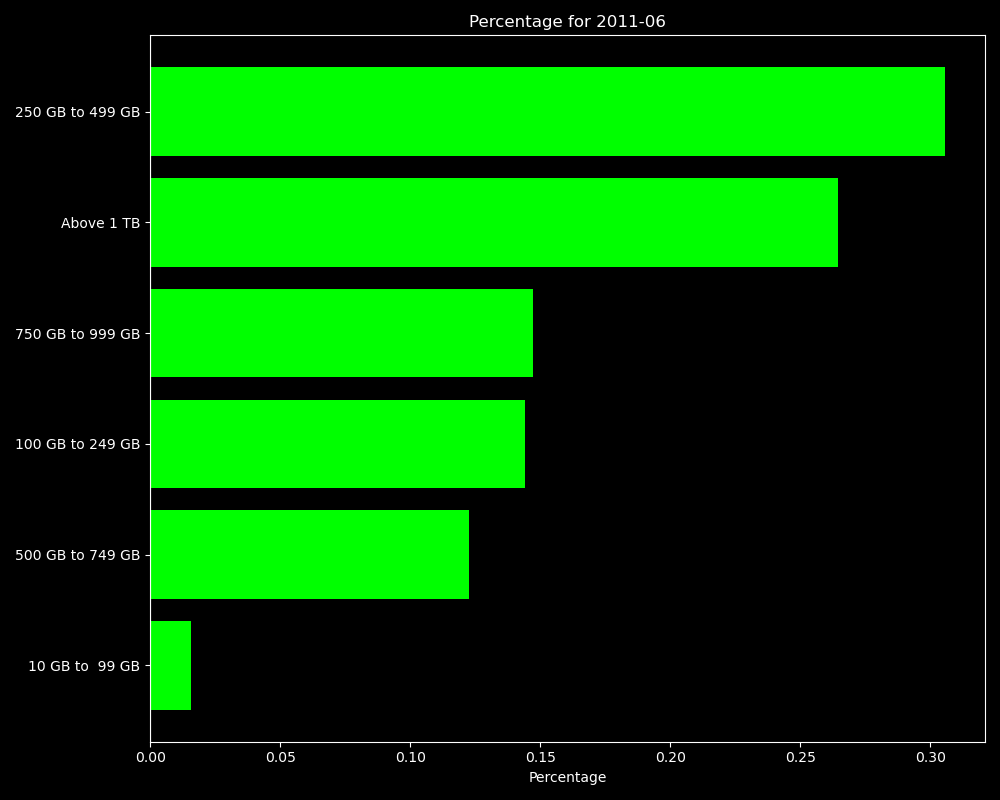 Percentage for 2011-06
250 GB to 499 GB
Above 1 TB
750 GB to 999 GB
100 GB to 249 GB
500 GB to 749 GB
10 GB to  99 GB
0.00 0.05 0.10 0.15 0.20 0.25 0.30
Percentage